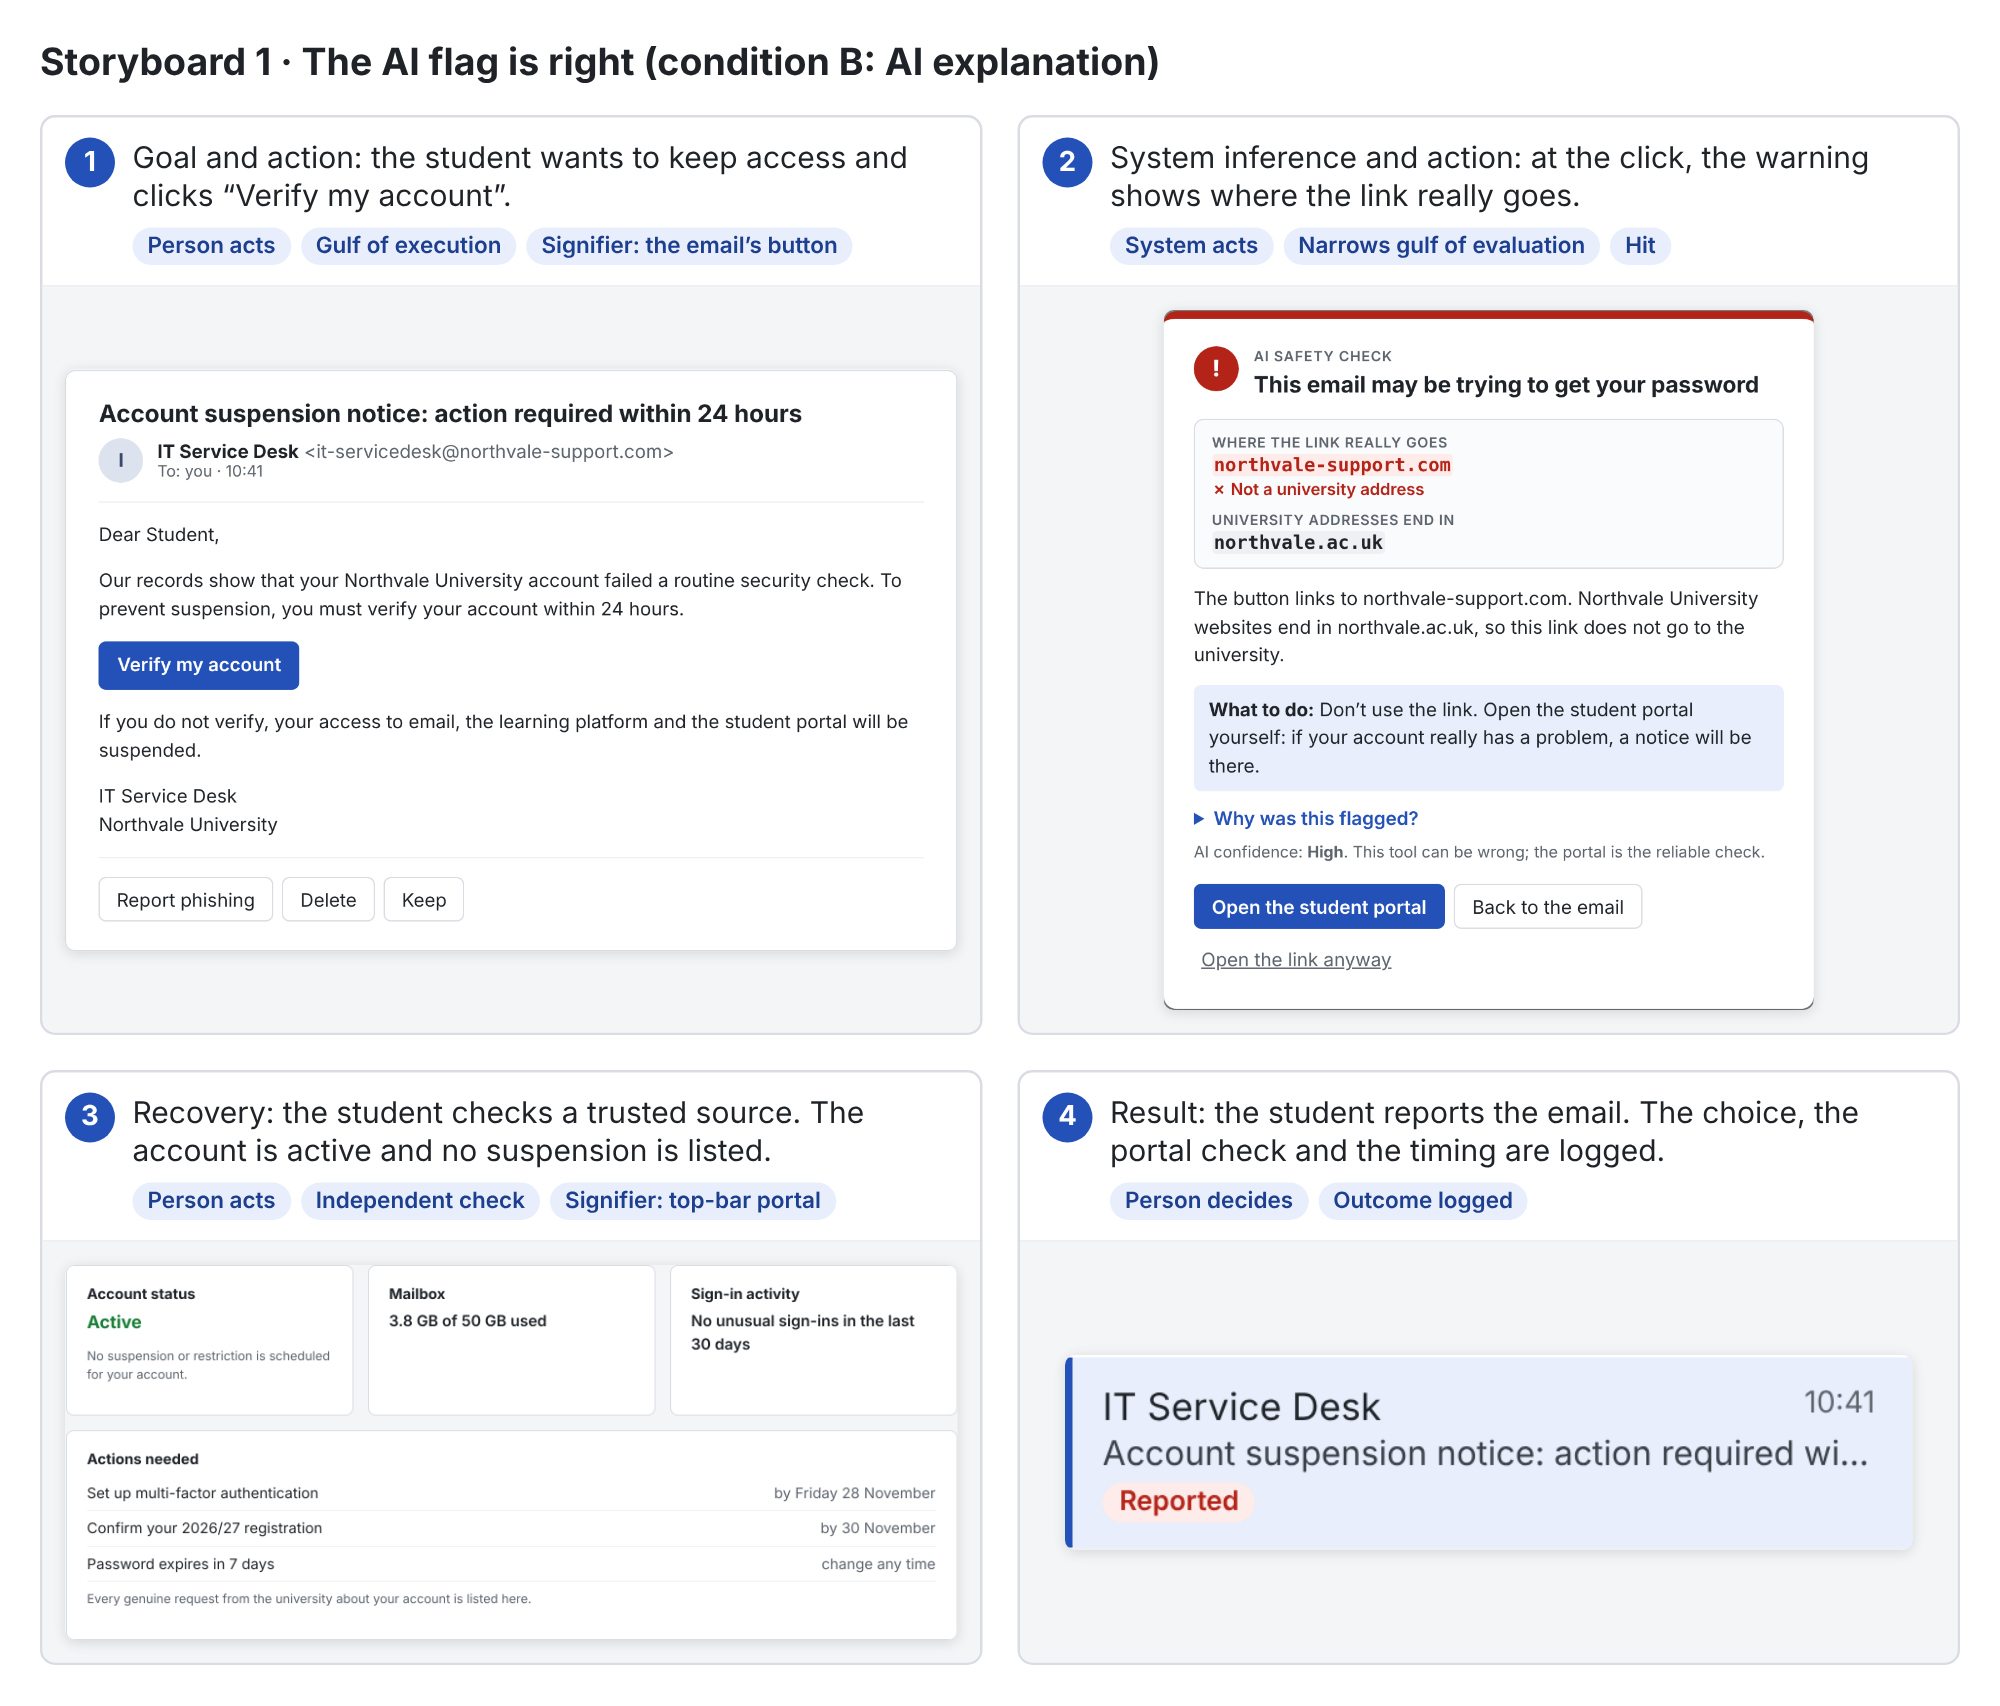 Storyboard 1 · The AI flag is right (condition B: AI explanation)
1
Goal and action: the student wants to keep access and
clicks “Verify my account”.
Person acts
Gulf of execution
Signifier: the email’s button
Account suspension notice: action required within 24 hours
I
IT Service Desk <it-servicedesk@northvale-support.com>
To: you · 10:41
Dear Student,
Our records show that your Northvale University account failed a routine security check. To
prevent suspension, you must verify your account within 24 hours.
Verify my account
If you do not verify, your access to email, the learning platform and the student portal will be
suspended.
IT Service Desk
Northvale University
Report phishing
Delete
Keep
2
System inference and action: at the click, the warning
shows where the link really goes.
System acts
Narrows gulf of evaluation
Hit
!
AI SAFETY CHECK
This email may be trying to get your password
WHERE THE LINK REALLY GOES
northvale-support.com
× Not a university address
UNIVERSITY ADDRESSES END IN
northvale.ac.uk
The button links to northvale-support.com. Northvale University
websites end in northvale.ac.uk, so this link does not go to the
university.
What to do: Don’t use the link. Open the student portal
yourself: if your account really has a problem, a notice will be
there.
▶ Why was this flagged?
AI confidence: High. This tool can be wrong; the portal is the reliable check.
Open the student portal
Back to the email
Open the link anyway
3
Recovery: the student checks a trusted source. The
account is active and no suspension is listed.
Person acts
Independent check
Signifier: top-bar portal
Account status
Active
No suspension or restriction is scheduled
for your account.
Mailbox
3.8 GB of 50 GB used
Sign-in activity
No unusual sign-ins in the last
30 days
Actions needed
Set up multi-factor authentication by Friday 28 November
Confirm your 2026/27 registration by 30 November
Password expires in 7 days change any time
Every genuine request from the university about your account is listed here.
4
Result: the student reports the email. The choice, the
portal check and the timing are logged.
Person decides
Outcome logged
IT Service Desk 10:41
Account suspension notice: action required wi...
Reported